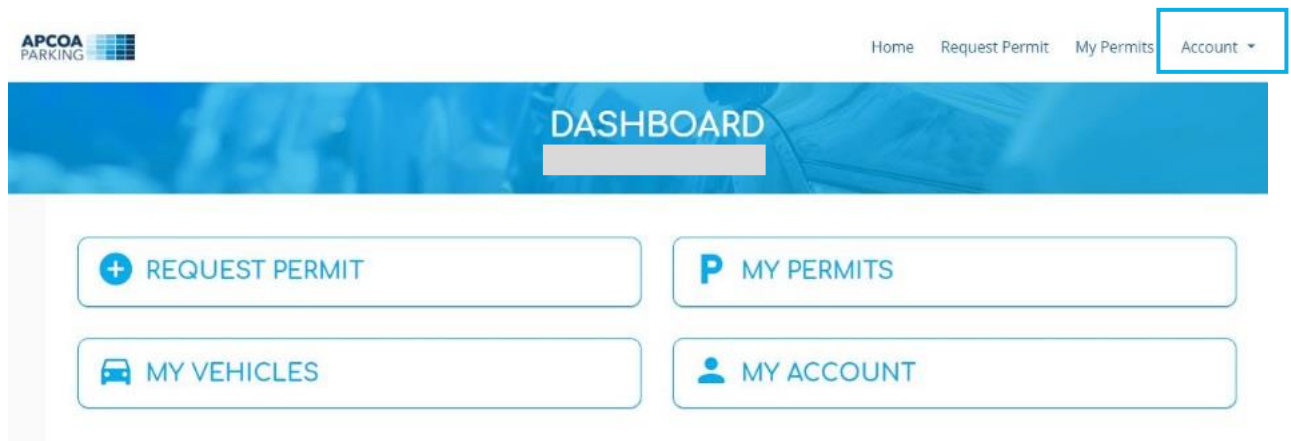 APCOA
PARKING
Home Request Permit My Permits Account
DASHBOARD
REQUEST PERMIT
P MY PERMITS
MY VEHICLES
MY ACCOUNT